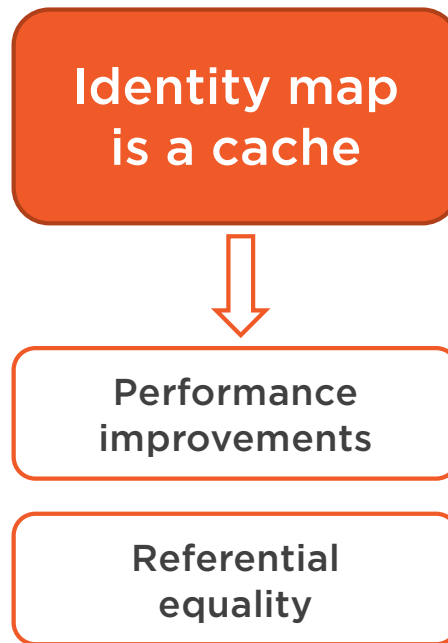 Identity map
is a cache
Performance
improvements
Referential
equality